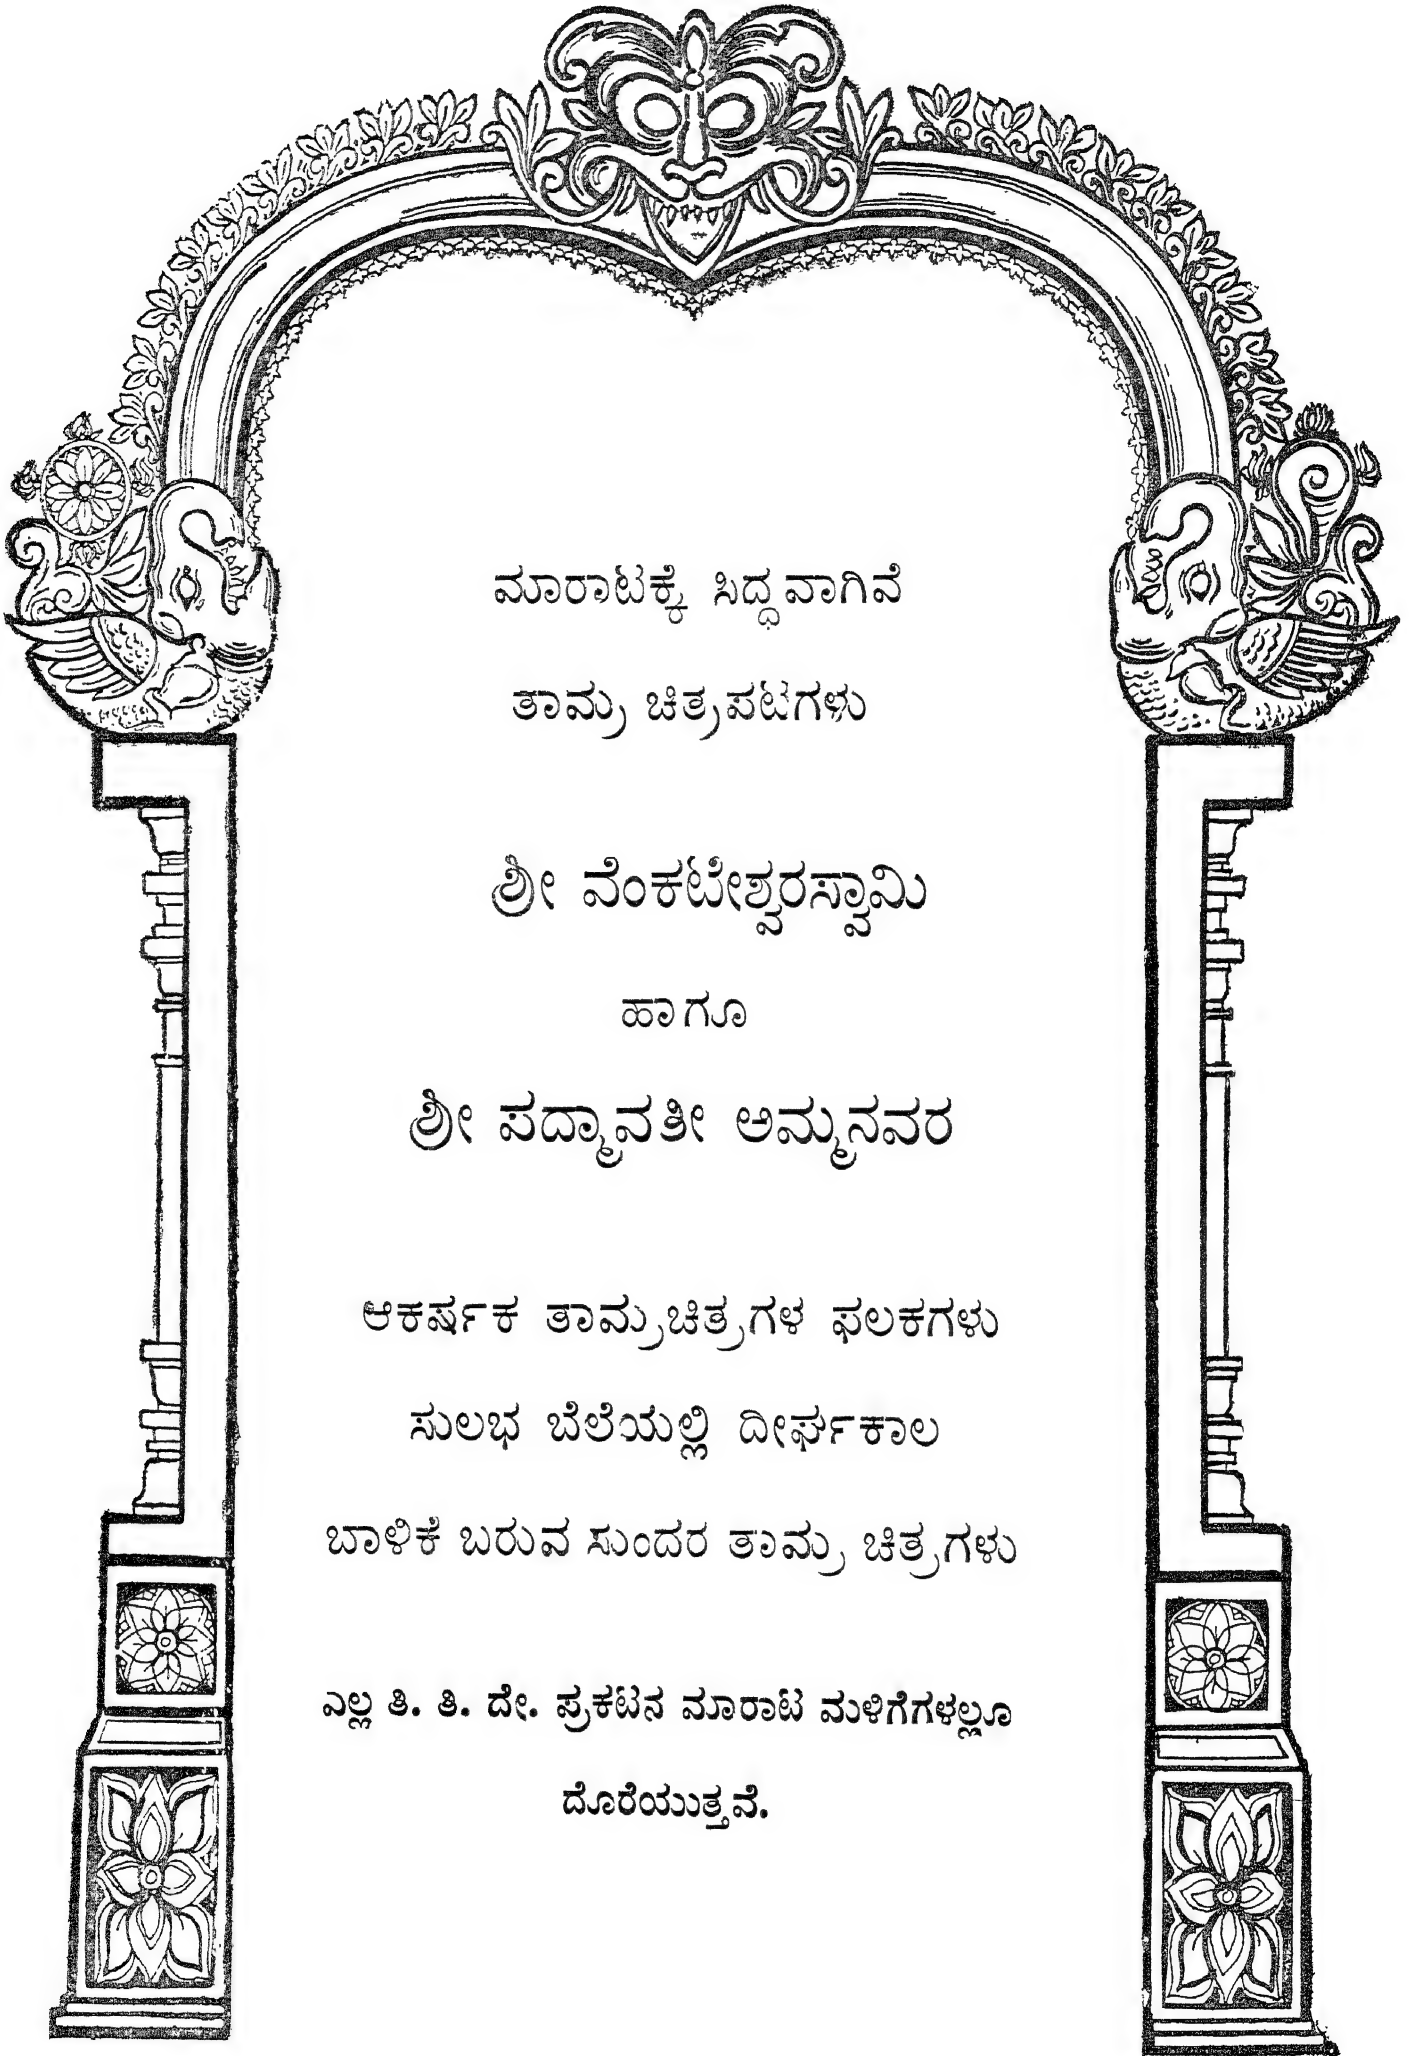 ಮಾರಾಟಕ್ಕೆ ಸಿದ್ಧವಾಗಿವೆ
ತಾಮ್ರ ಚಿತ್ರಪಟಗಳು
ಶ್ರೀ ವೆಂಕಟೇಶ್ವರಸ್ವಾಮಿ
ಹಾಗೂ
ಶ್ರೀ ಪದ್ಮಾವತೀ ಅಮ್ಮನವರ
ಆಕರ್ಷಕ ತಾಮ್ರಚಿತ್ರಗಳ ಫಲಕಗಳು
ಸುಲಭ ಬೆಲೆಯಲ್ಲಿ ದೀರ್ಘಕಾಲ
ಬಾಳಿಕೆ ಬರುವ ಸುಂದರ ತಾಮ್ರ ಚಿತ್ರಗಳು
ಎಲ್ಲ ತಿ. ತಿ. ದೇ. ಪ್ರಕಟನ ಮಾರಾಟ ಮಳಿಗೆಗಳಲ್ಲೂ
ದೊರೆಯುತ್ತವೆ.